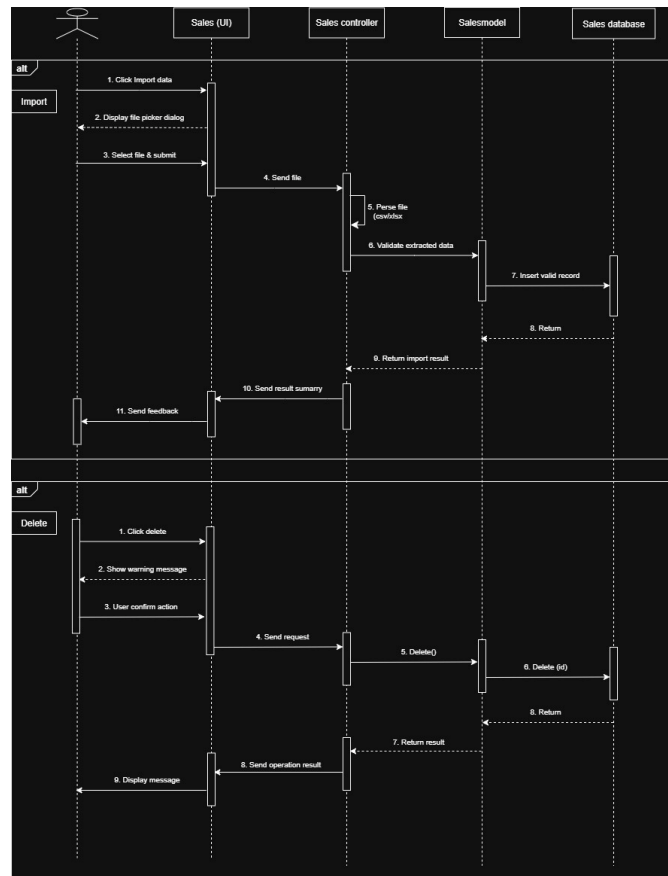 Sales (UI)
Sales controller
Salesmodel
Sales database
alt
Import
1. Click Import data
2. Display file picker dialog
3. Select file & submit
4. Send file
5. Perse file
(csv/xlsx
6. Validate extracted data
7. Insert valid record
8. Return
9. Return import result
10. Send result sumarry
11. Send feedback
alt
Delete
1. Click delete
2. Show warning message
3. User confirm action
4. Send request
5. Delete()
6. Delete (id)
8. Return
7. Return result
8. Send operation result
9. Display message